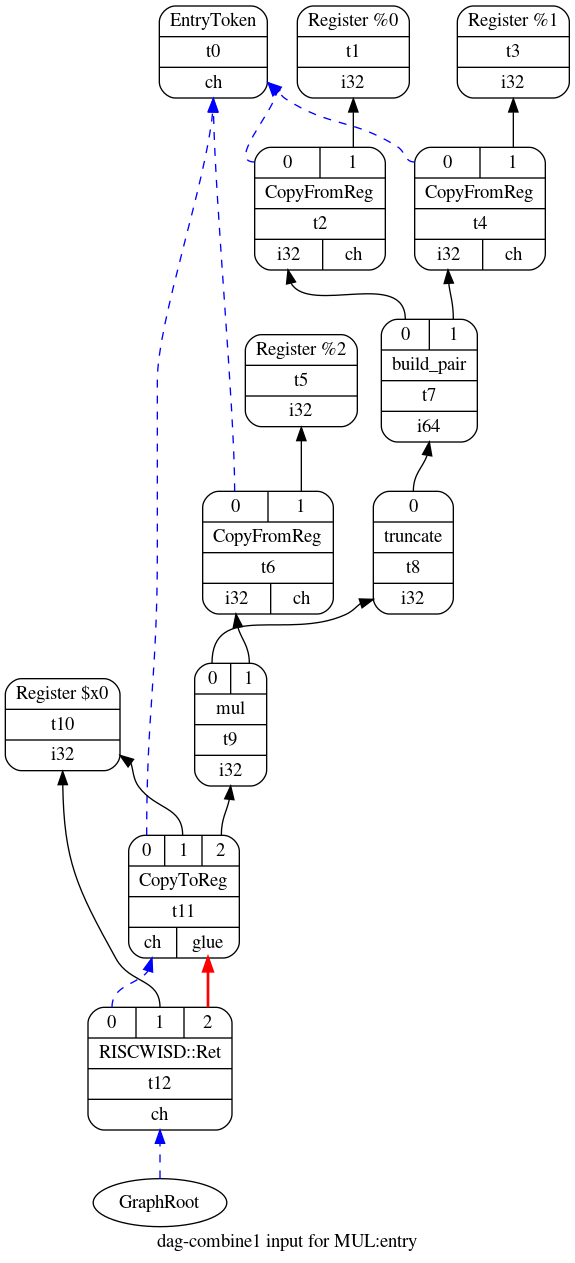 EntryToken
t0
ch
Register %0
t1
i32
Register %1
t3
i32
0 1
CopyFromReg
t2
i32 ch
0 1
CopyFromReg
t4
i32 ch
0 1
build_pair
t7
i64
Register %2
t5
i32
0 1
CopyFromReg
t6
i32 ch
0
truncate
t8
i32
0 1
mul
t9
i32
Register $x0
t10
i32
0 1 2
CopyToReg
t11
ch glue
0 1 2
RISCWISD::Ret
t12
ch
GraphRoot
dag-combine1 input for MUL:entry